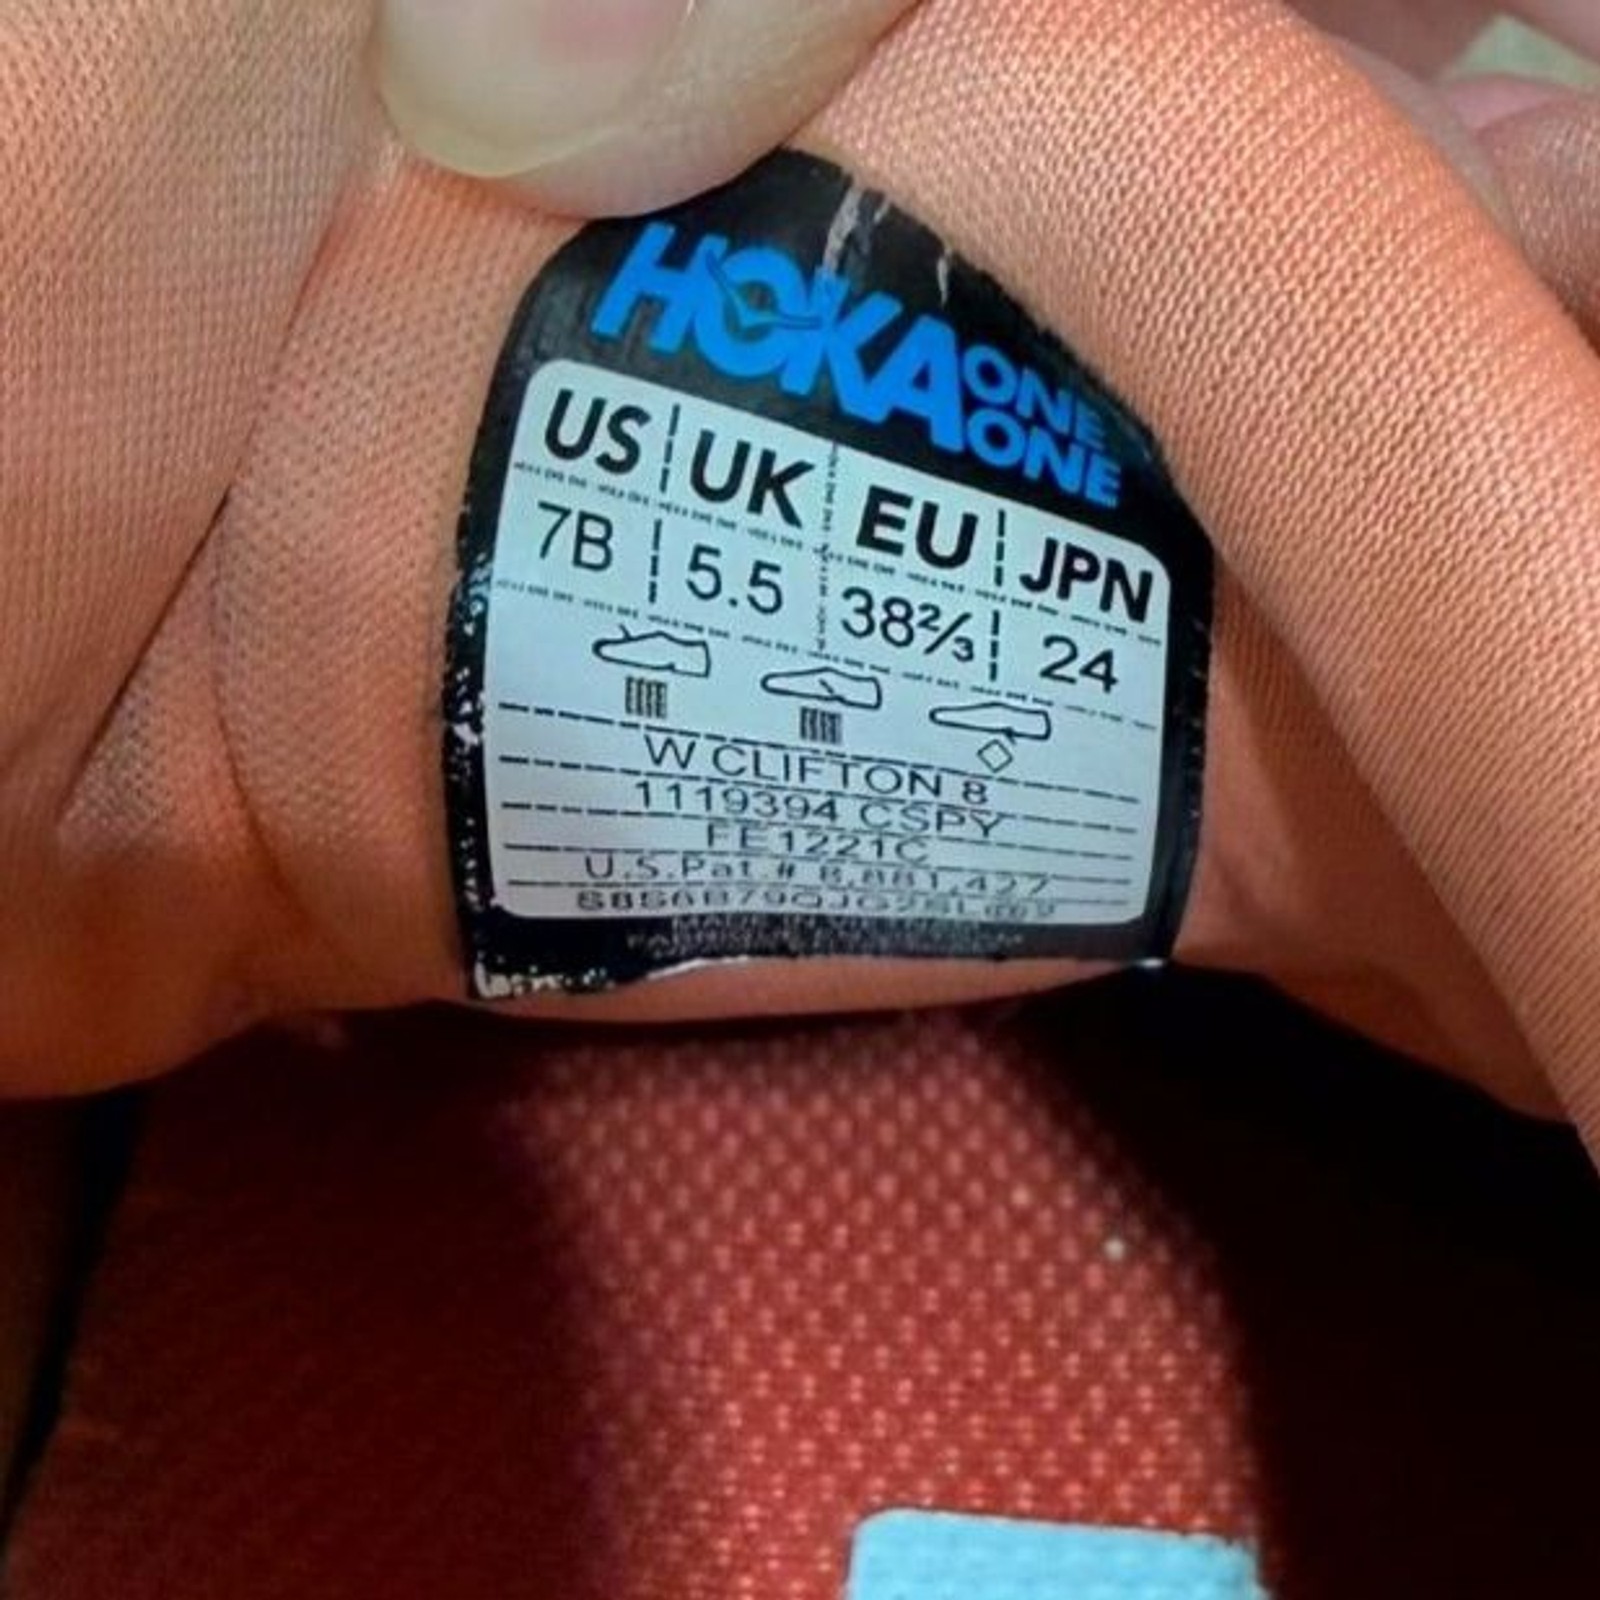 HOKA ONE ONE
US UK EU JPN
7B 5.5 38⅔ 24
W CLIFTON 8
1119394 CSPY
FE1221C
U.S.Pat.# 8,881,427